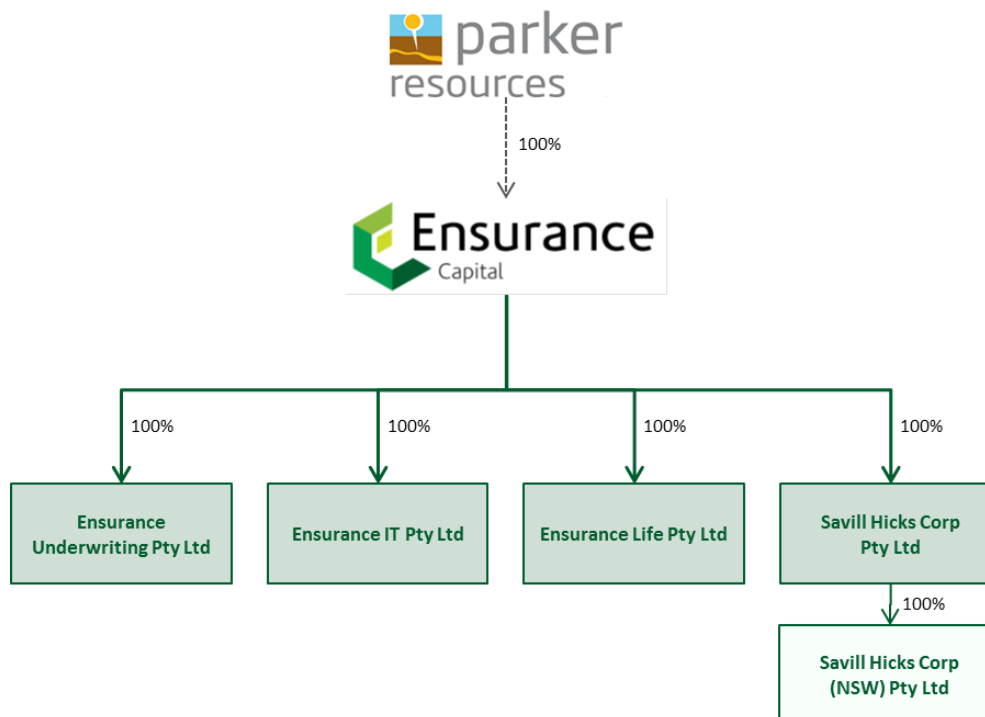 parker
resources
100%
Ensurance
Capital
100%
100%
100%
100%
Ensurance
Underwriting Pty Ltd
Ensurance IT Pty Ltd
Ensurance Life Pty Ltd
Savill Hicks Corp
Pty Ltd
100%
Savill Hicks Corp
(NSW) Pty Ltd